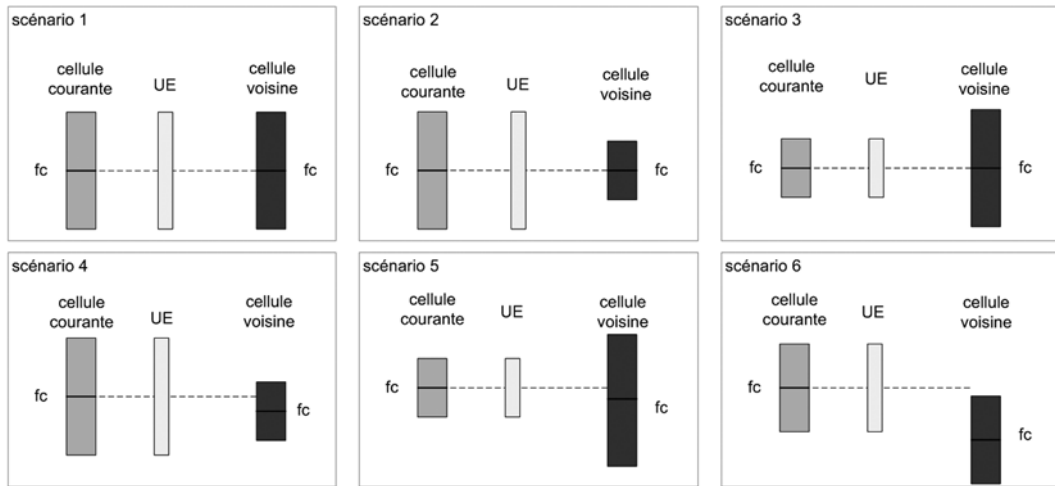 scénario 1
cellule
courante
UE
cellule
voisine
fc
fc
scénario 2
cellule
courante
UE
cellule
voisine
fc
fc
scénario 3
cellule
courante
UE
cellule
voisine
fc
fc
scénario 4
cellule
courante
UE
cellule
voisine
fc
fc
scénario 5
cellule
courante
UE
cellule
voisine
fc
fc
scénario 6
cellule
courante
UE
cellule
voisine
fc
fc